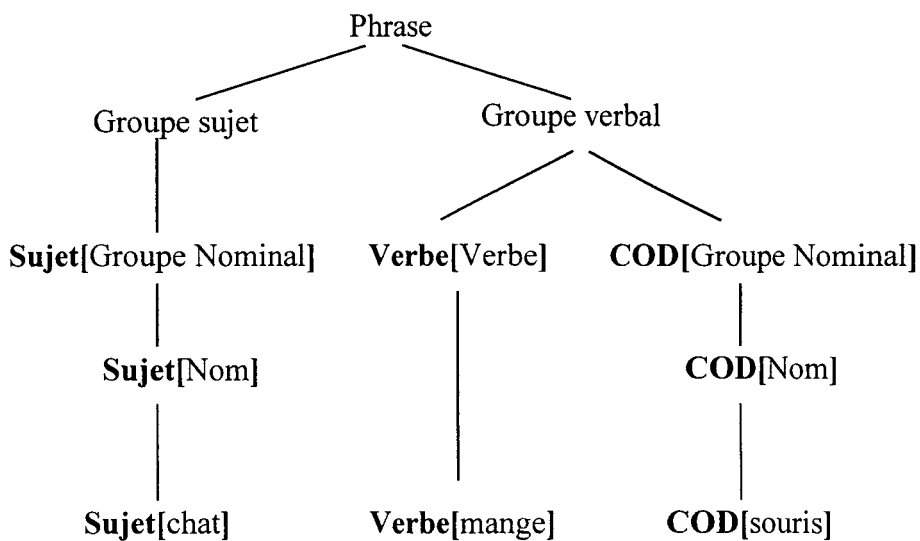 Phrase
Groupe sujet Groupe verbal
Sujet[Groupe Nominal] Verbe[Verbe] COD[Groupe Nominal]
Sujet[Nom] COD[Nom]
Sujet[chat] Verbe[mange] COD[souris]